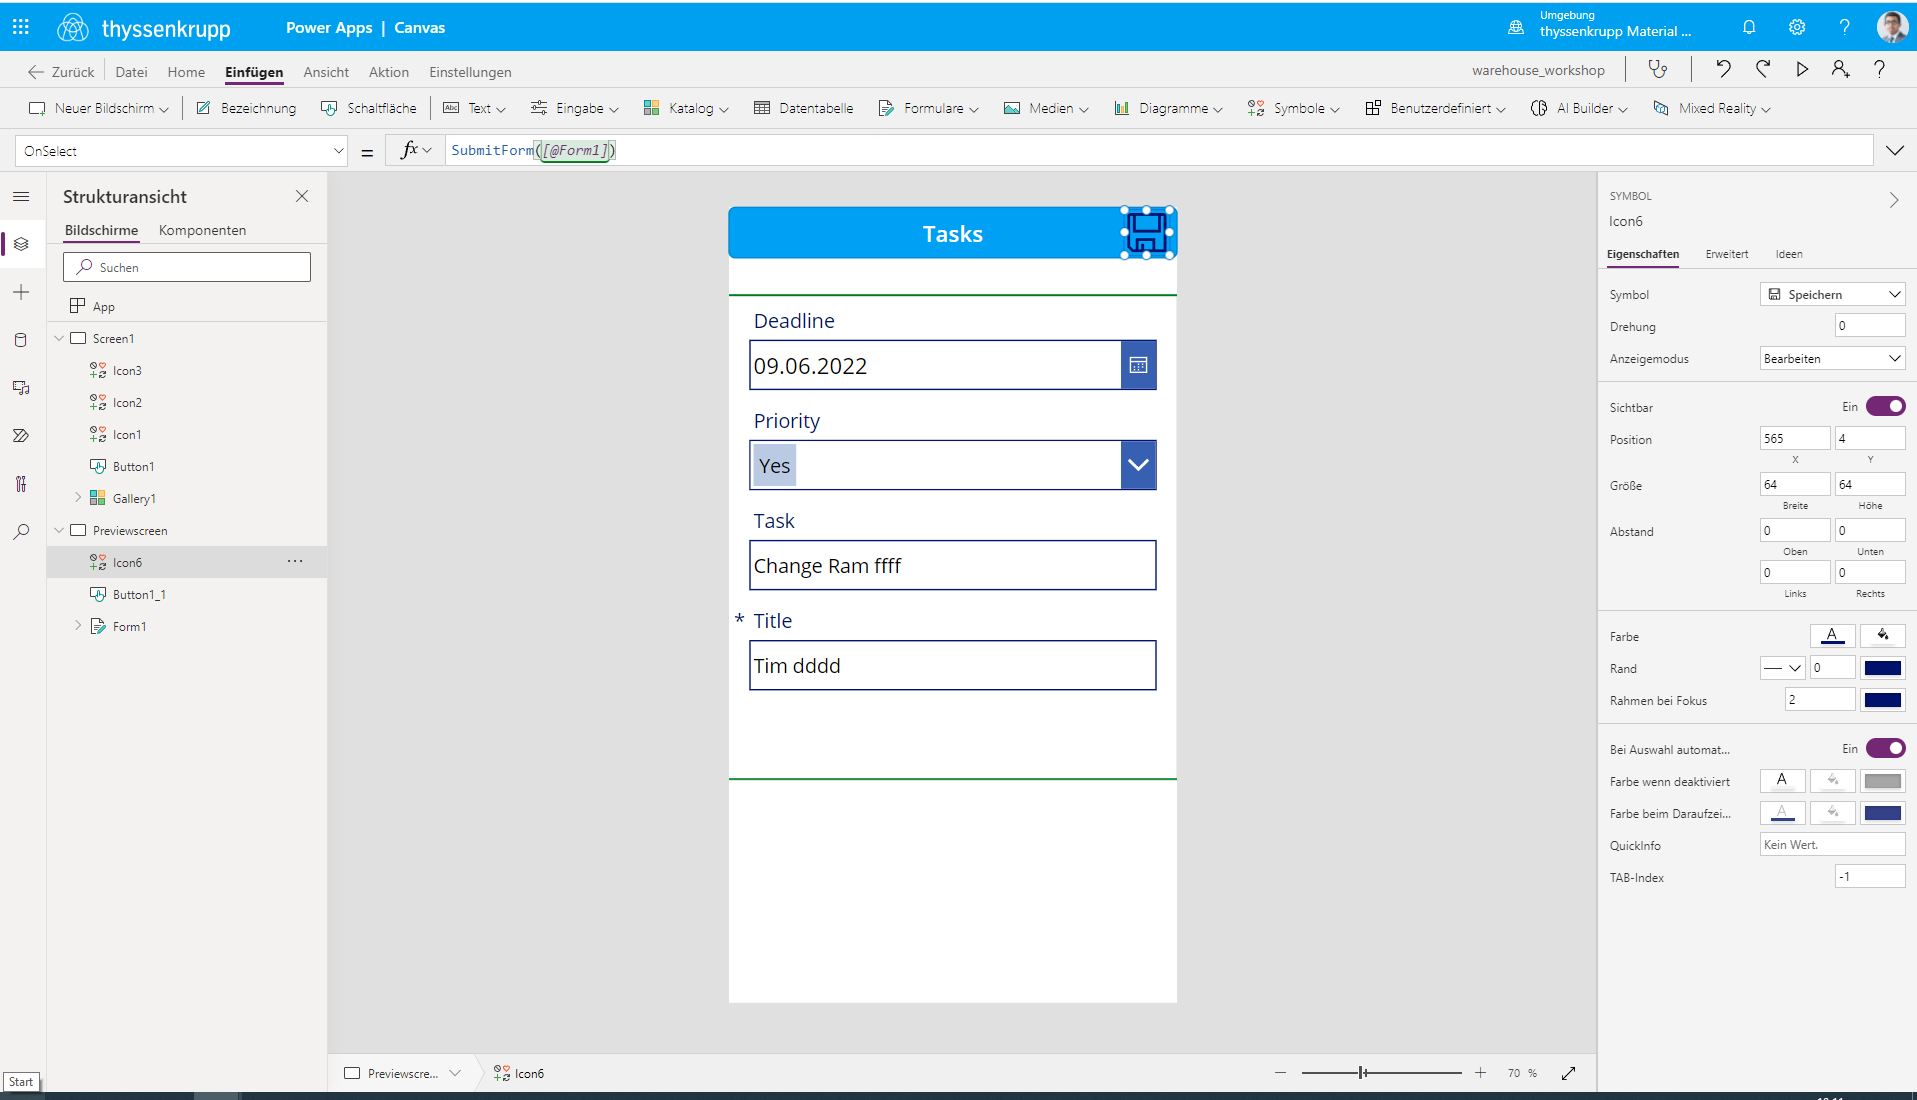 thyssenkrupp
Power Apps | Canvas
Umgebung
thyssenkrupp Material ...
Zurück
Datei
Home
Einfügen
Ansicht
Aktion
Einstellungen
warehouse_workshop
Neuer Bildschirm
Bezeichnung
Schaltfläche
Abc Text
Eingabe
Katalog
Datentabelle
Formulare
Medien
Diagramme
Symbole
Benutzerdefiniert
AI Builder
Mixed Reality
OnSelect
= fx
SubmitForm([@Form1])
Strukturansicht
Bildschirme
Komponenten
Suchen
App
Screen1
Icon3
Icon2
Icon1
Button1
Gallery1
Previewscreen
Icon6 ...
Button1_1
Form1
Tasks
Deadline
09.06.2022
Priority
Yes
Task
Change Ram ffff
* Title
Tim dddd
SYMBOL
Icon6
Eigenschaften
Erweitert
Ideen
Symbol Speichern
Drehung 0
Anzeigemodus Bearbeiten
Sichtbar Ein
Position 565 4
X Y
Größe 64 64
Breite Höhe
Abstand 0 0
Oben Unten
0 0
Links Rechts
Farbe A
Rand 0
Rahmen bei Fokus 2
Bei Auswahl automat... Ein
Farbe wenn deaktiviert A
Farbe beim Daraufzei... A
QuickInfo Kein Wert.
TAB-Index -1
Previewscre...
Icon6
70 %
Start